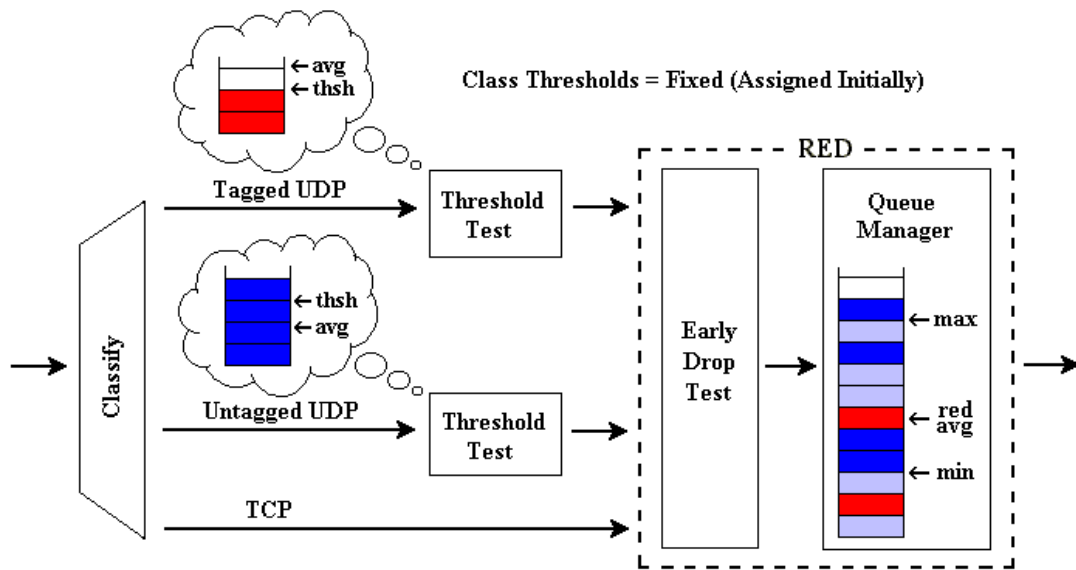 ← avg
← thsh
Class Thresholds = Fixed (Assigned Initially)
RED
Tagged UDP
Threshold
Test
Queue
Manager
← thsh
← avg
← max
Early
Drop
Test
Classify
red
← avg
Untagged UDP
Threshold
Test
← min
TCP